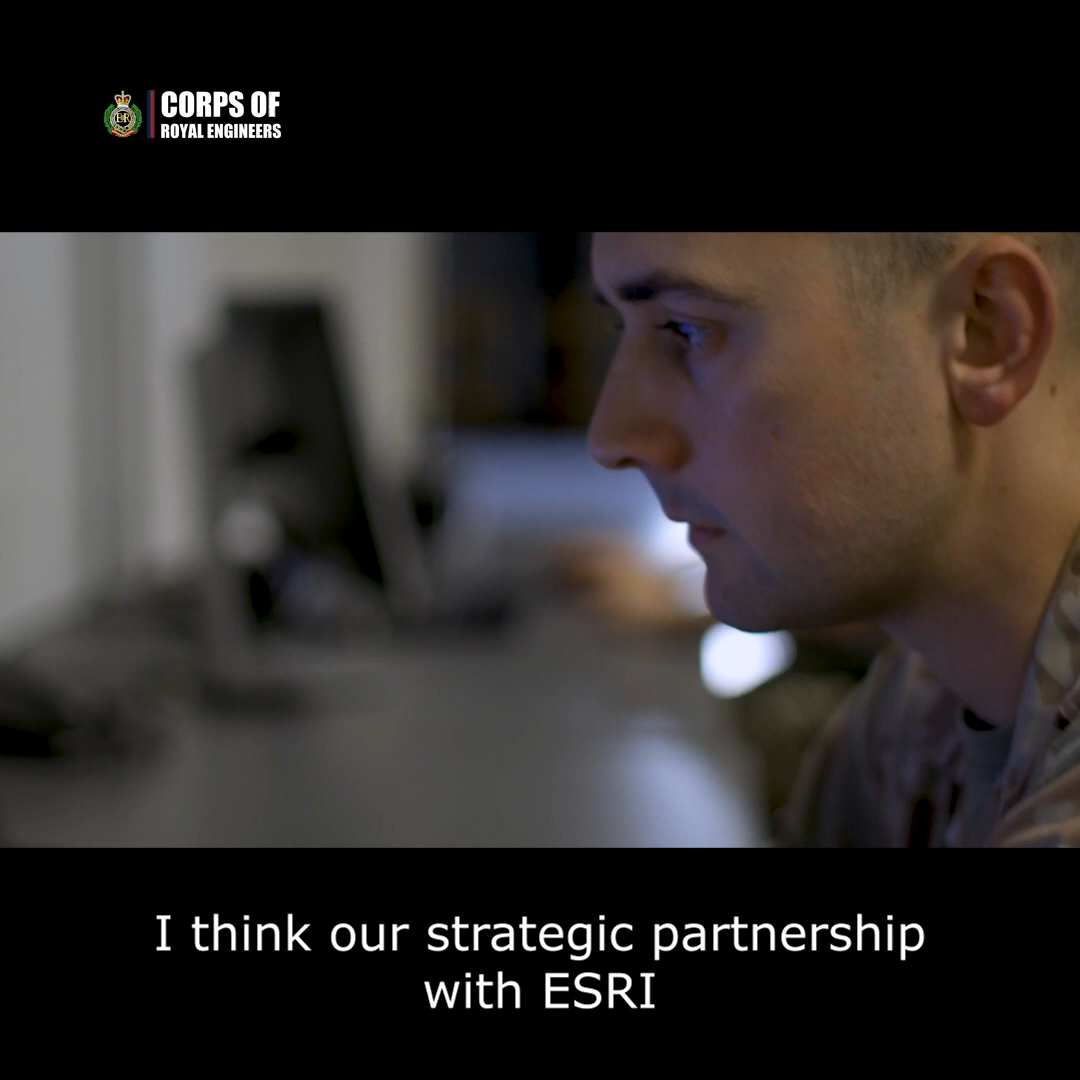 CORPS OF
ROYAL ENGINEERS
I think our strategic partnership
with ESRI